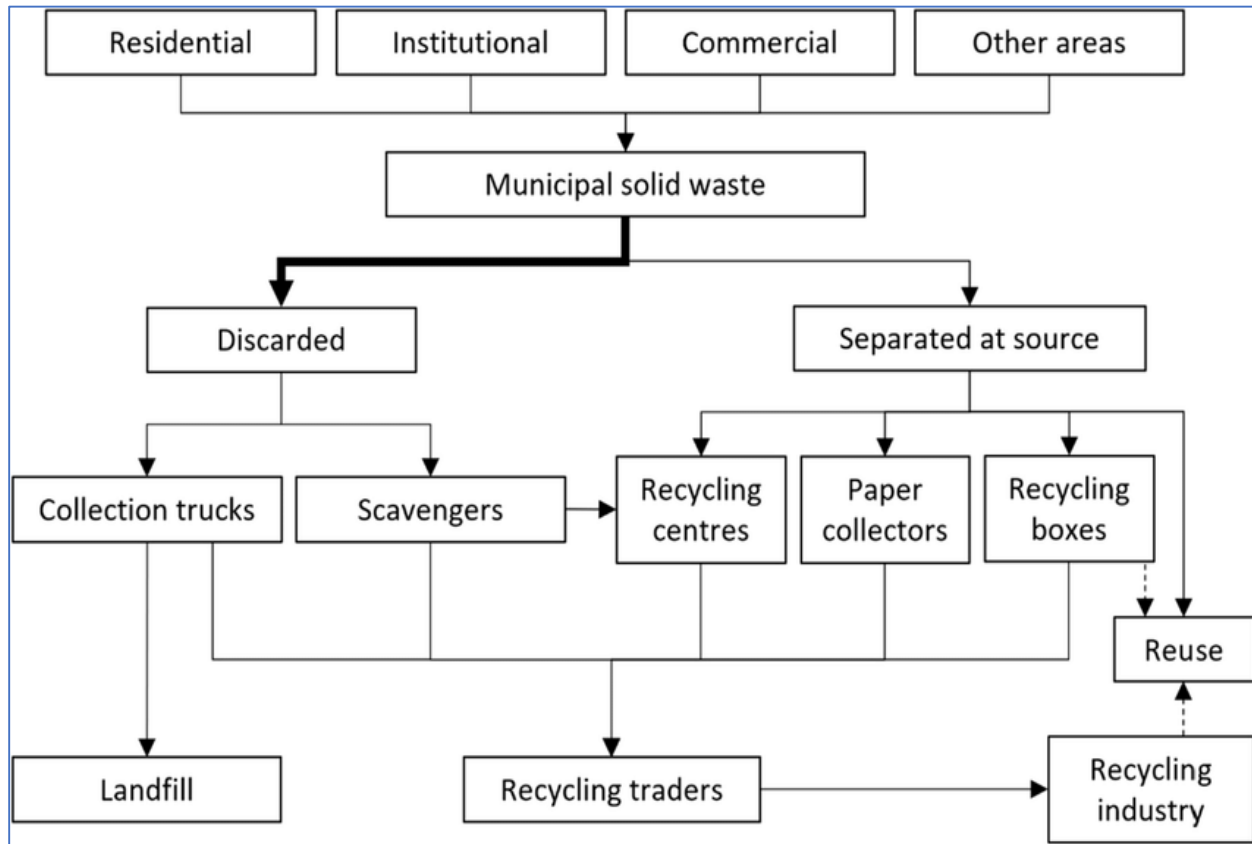 Residential
Institutional
Commercial
Other areas
Municipal solid waste
Discarded
Separated at source
Collection trucks
Scavengers
Recycling
centres
Paper
collectors
Recycling
boxes
Reuse
Landfill
Recycling traders
Recycling
industry